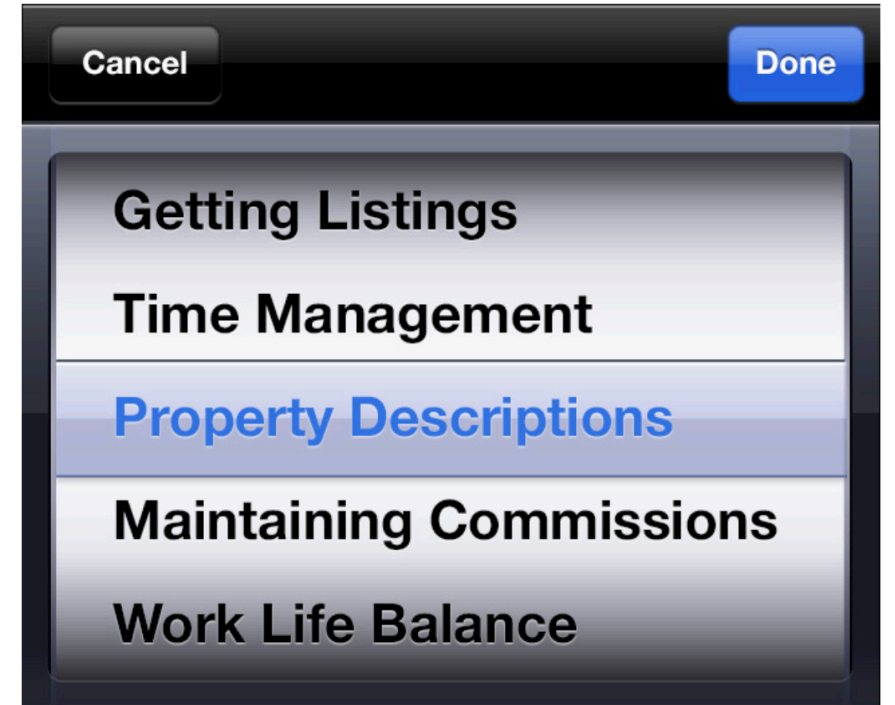 Cancel
Done
Getting Listings
Time Management
Property Descriptions
Maintaining Commissions
Work Life Balance